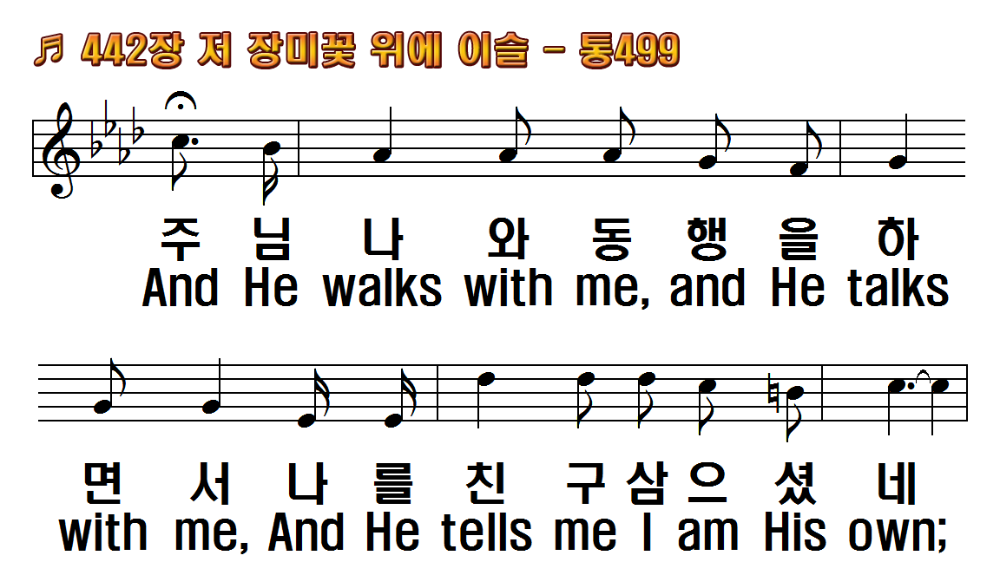 442장 저 장미꽃 위에 이슬 - 통499
주 님 나 와 동 행 을 하
And He walks with me, and He talks
면 서 나 를 친 구 삼 으 셨 네
with me, And He tells me I am His own;